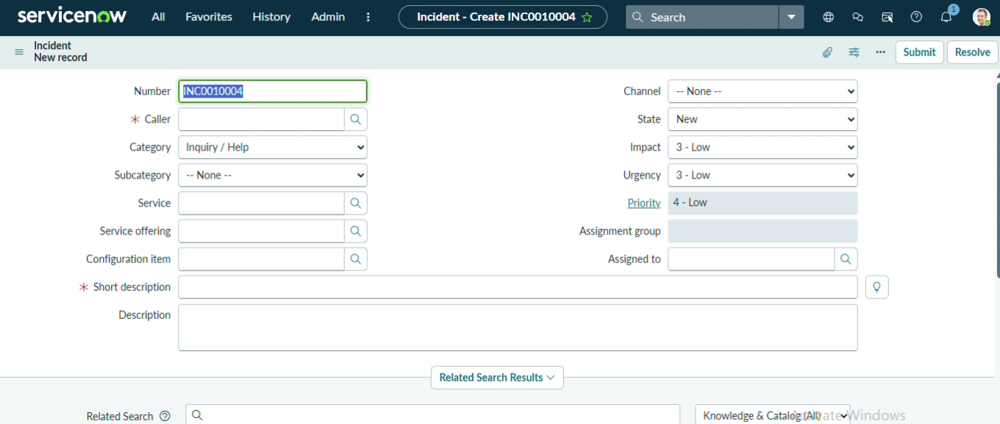 servicenow All Favorites History Admin Incident - Create INC0010004 Search 1
Incident
New record
Submit Resolve
Number INC0010004 Channel -- None --
* Caller State New
Category Inquiry / Help Impact 3 - Low
Subcategory -- None -- Urgency 3 - Low
Service Priority 4 - Low
Service offering Assignment group
Configuration item Assigned to
* Short description
Description
Related Search Results
Related Search Knowledge & Catalog (All) Activate Windows